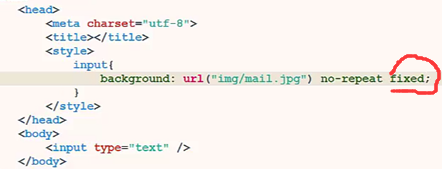 <head>
<meta charset="utf-8">
<title></title>
<style>
input{
background: url("img/mail.jpg") no-repeat fixed;
}
</style>
</head>
<body>
<input type="text" />
</body>